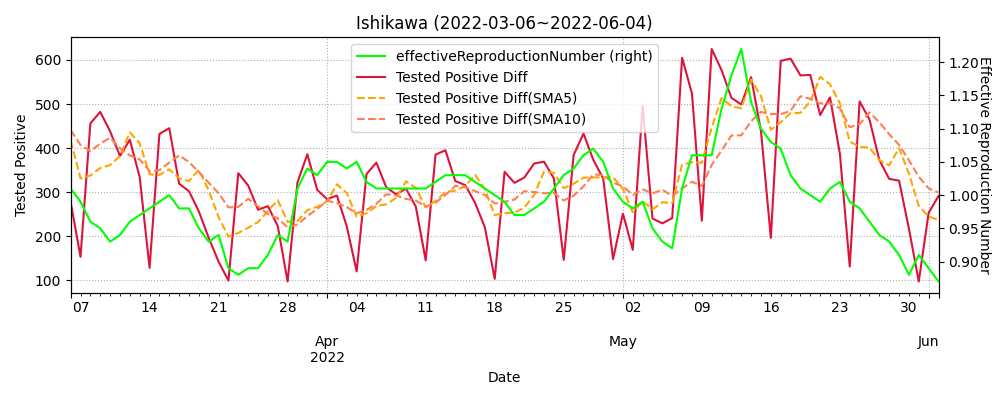 Ishikawa (2022-03-06~2022-06-04)
effectiveReproductionNumber (right)
Tested Positive Diff
Tested Positive Diff(SMA5)
Tested Positive Diff(SMA10)
Tested Positive
600
500
400
300
200
100
Effective Reproduction Number
1.20
1.15
1.10
1.05
1.00
0.95
0.90
07 14 21 28 04 11 18 25 02 09 16 23 30
Apr May Jun
2022
Date